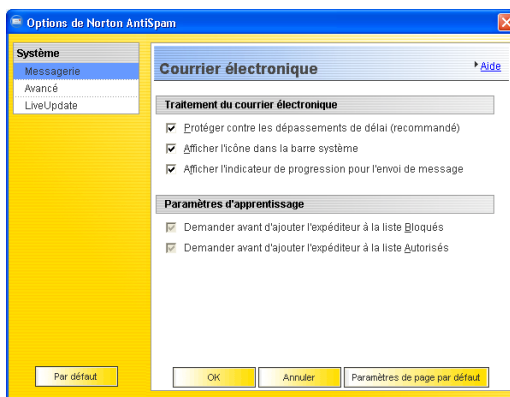 Options de Norton AntiSpam
Système
Messagerie
Avancé
LiveUpdate
Courrier électronique
Aide
Traitement du courrier électronique
Protéger contre les dépassements de délai (recommandé)
Afficher l'icône dans la barre système
Afficher l'indicateur de progression pour l'envoi de message
Paramètres d'apprentissage
Demander avant d'ajouter l'expéditeur à la liste Bloqués
Demander avant d'ajouter l'expéditeur à la liste Autorisés
Par défaut
OK
Annuler
Paramètres de page par défaut